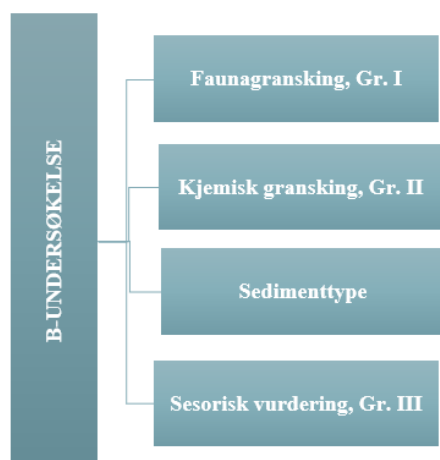 B-UNDERSØKELSE
Faunagransking, Gr. I
Kjemisk gransking, Gr. II
Sedimenttype
Sesorisk vurdering, Gr. III